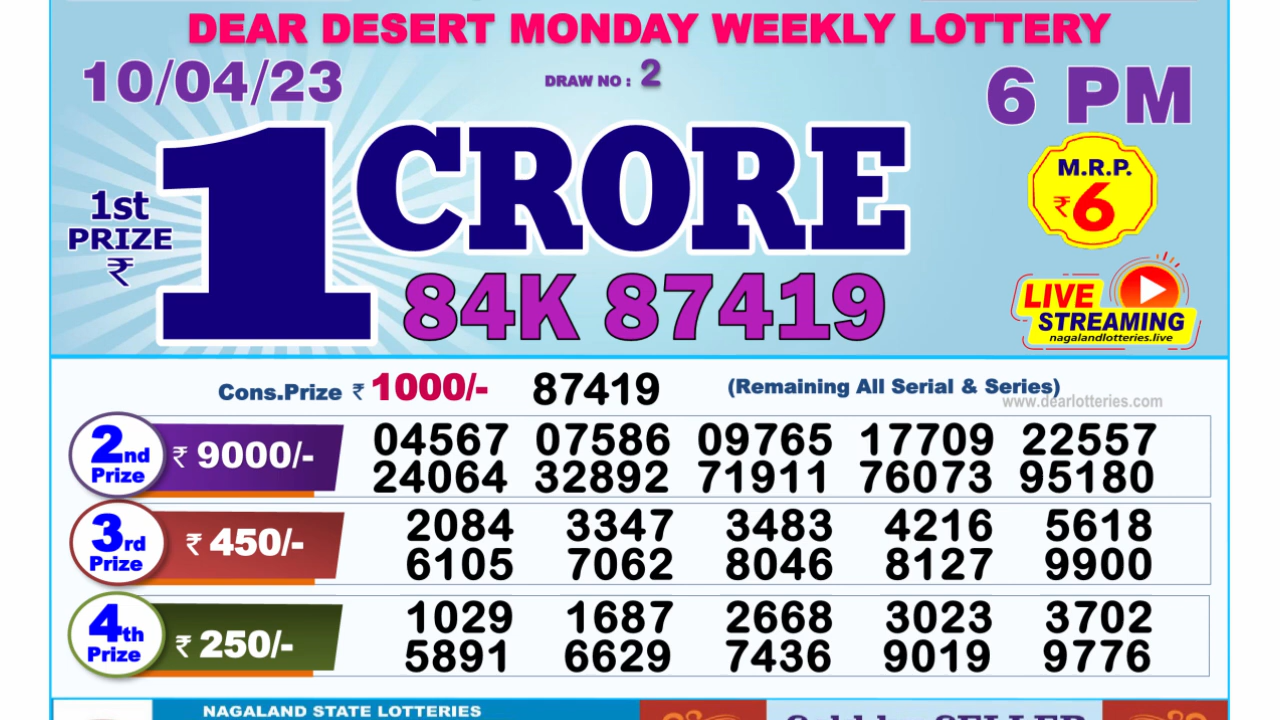 DEAR DESERT MONDAY WEEKLY LOTTERY
10/04/23
DRAW NO : 2
6 PM
1st
PRIZE
₹
1 CRORE
M.R.P.
₹6
84K 87419
LIVE
STREAMING
nagalandlotteries.live
Cons.Prize ₹ 1000/- 87419 (Remaining All Serial & Series)
www.dearlotteries.com
2nd Prize ₹ 9000/-
04567 07586 09765 17709 22557
24064 32892 71911 76073 95180
3rd Prize ₹ 450/-
2084 3347 3483 4216 5618
6105 7062 8046 8127 9900
4th Prize ₹ 250/-
1029 1687 2668 3023 3702
5891 6629 7436 9019 9776
NAGALAND STATE LOTTERIES